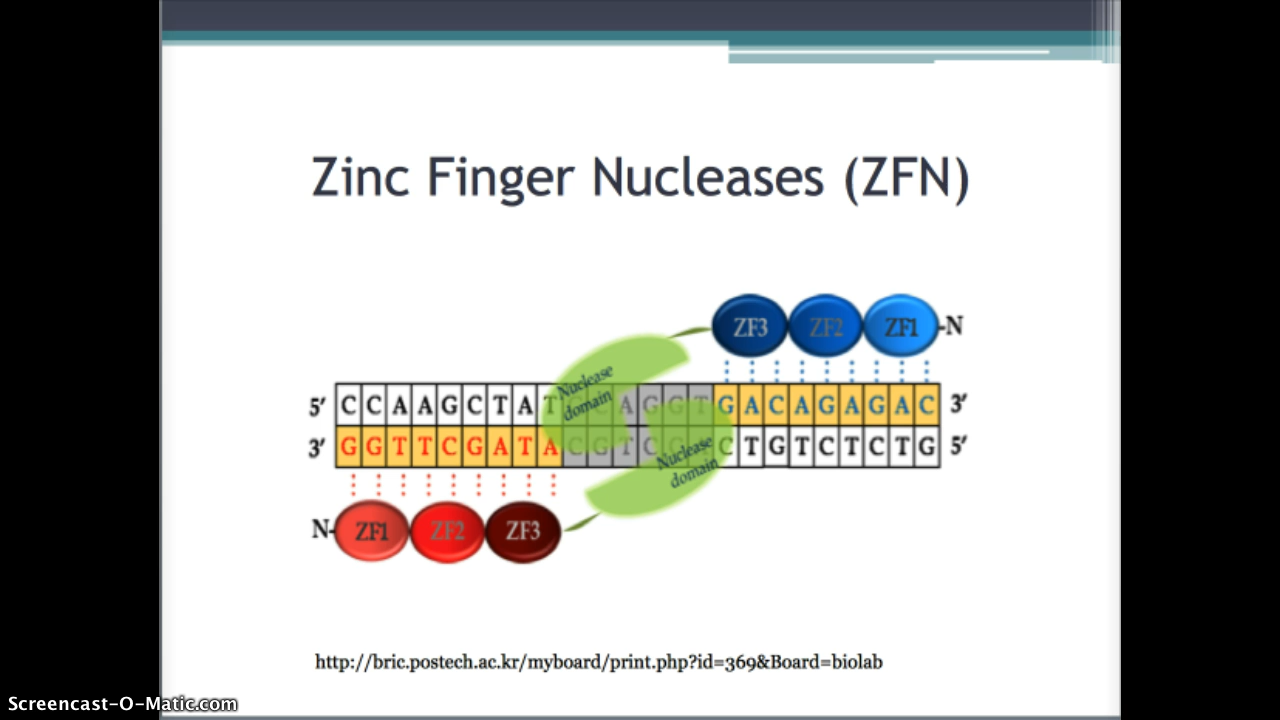 Zinc Finger Nucleases (ZFN)
ZF3 ZF2 ZF1 -N
Nuclease
domain
5′ C C A A G C T A T C A G G T G A C A G A G A C 3′
3′ G G T T C G A T A C G T C C T G T C T C T G 5′
Nuclease
domain
N- ZF1 ZF2 ZF3
http://bric.postech.ac.kr/myboard/print.php?id=369&Board=biolab
Screencast-O-Matic.com